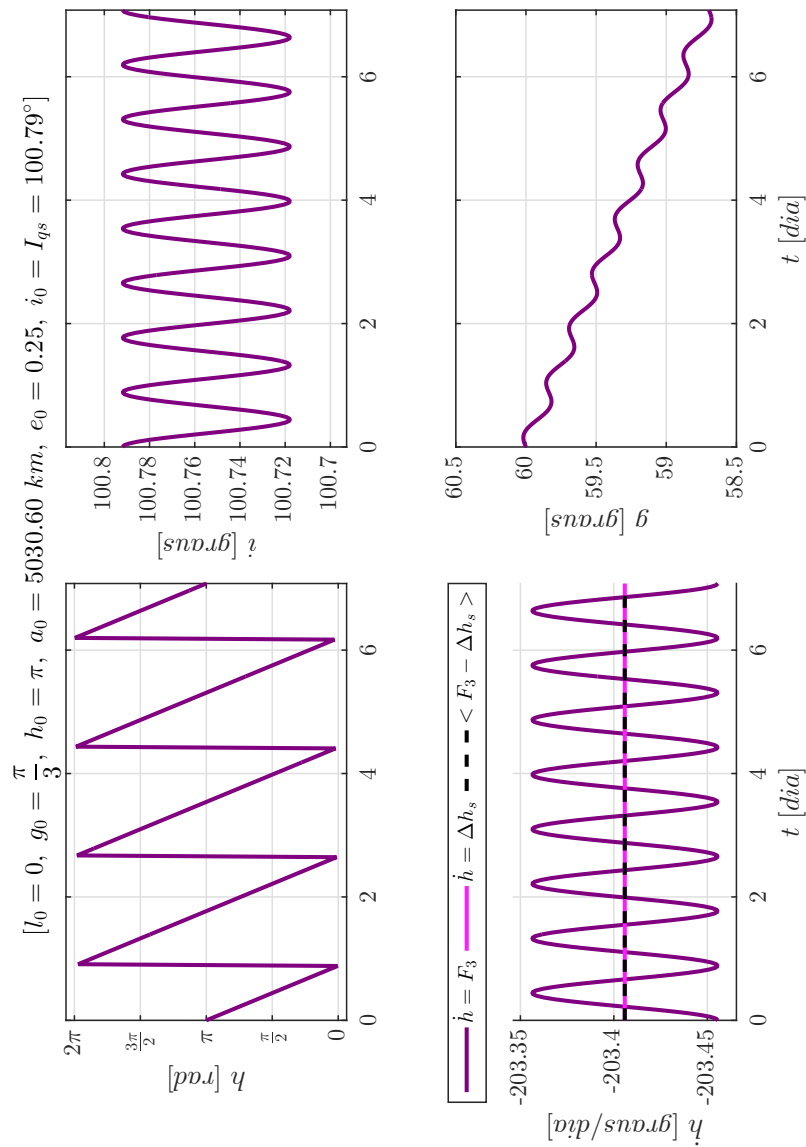 [l₀ = 0, g₀ = π/3, h₀ = π, a₀ = 5030.60 km, e₀ = 0.25, i₀ = I_qs = 100.79°]
h [rad]
2π
3π/2
π
π/2
0
0 2 4 6
i [graus]
100.8
100.78
100.76
100.74
100.72
100.7
0 2 4 6
ḣ = F₃ ḣ = Δh_s < F₃ − Δh_s >
ḣ [graus/dia]
-203.35
-203.4
-203.45
0 2 4 6
t [dia]
g [graus]
60.5
60
59.5
59
58.5
0 2 4 6
t [dia]